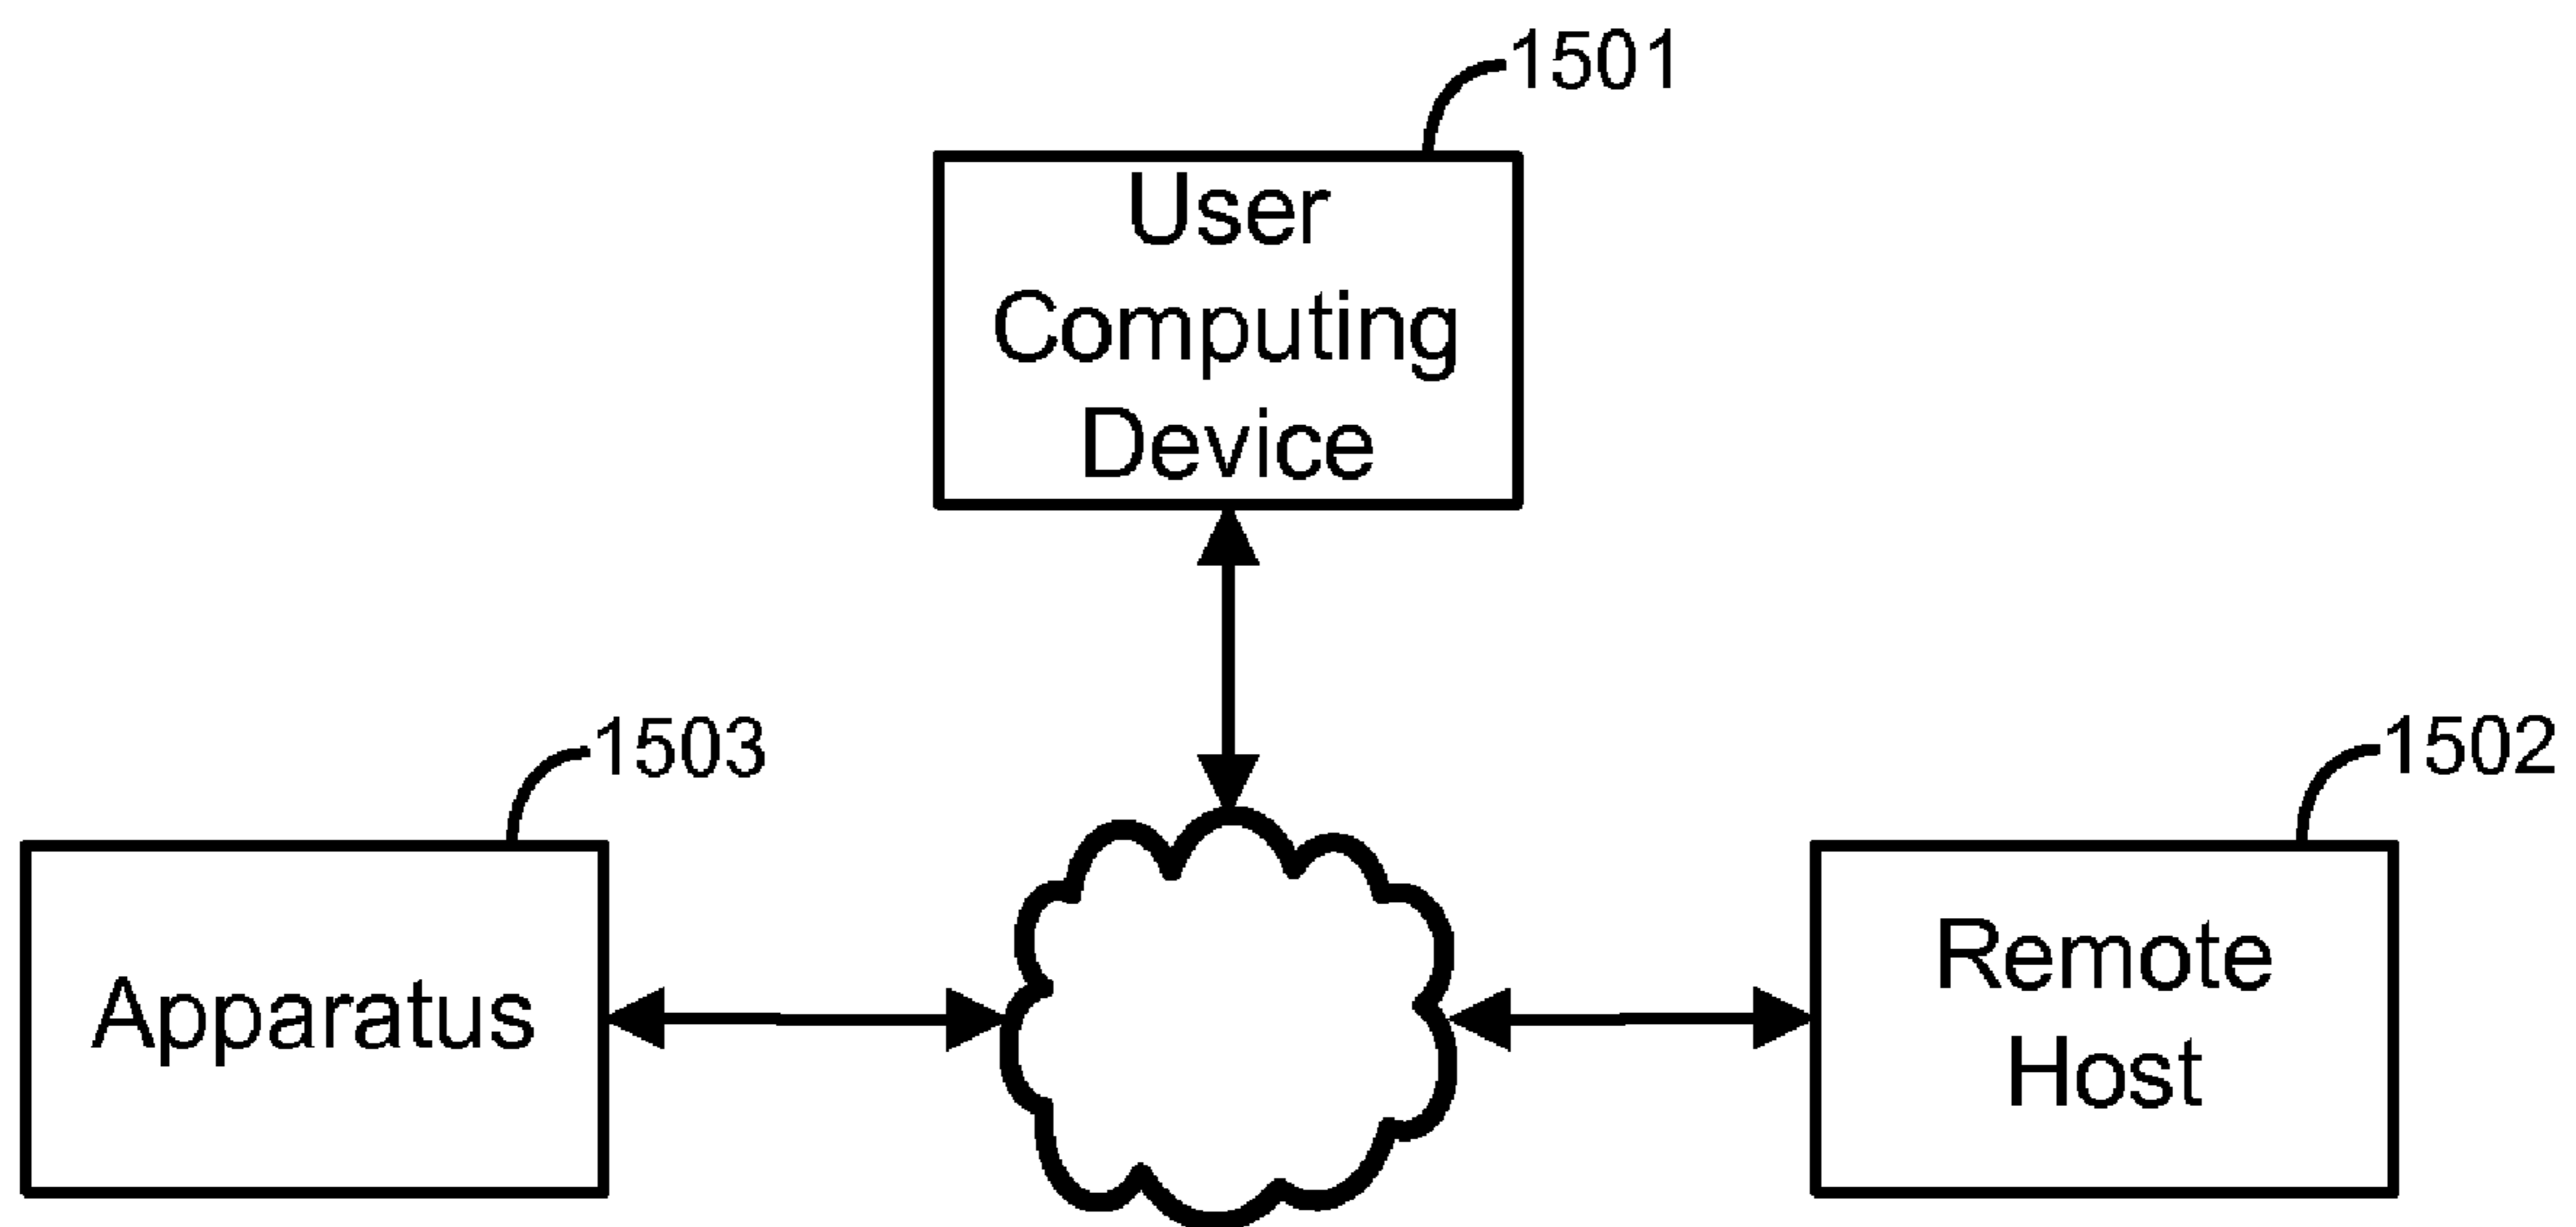 1501
User
Computing
Device
1503
1502
Apparatus
Remote
Host